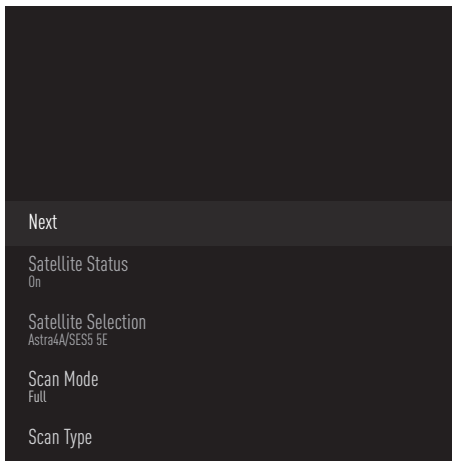 Next
Satellite Status
On
Satellite Selection
Astra4A/SES5 5E
Scan Mode
Full
Scan Type